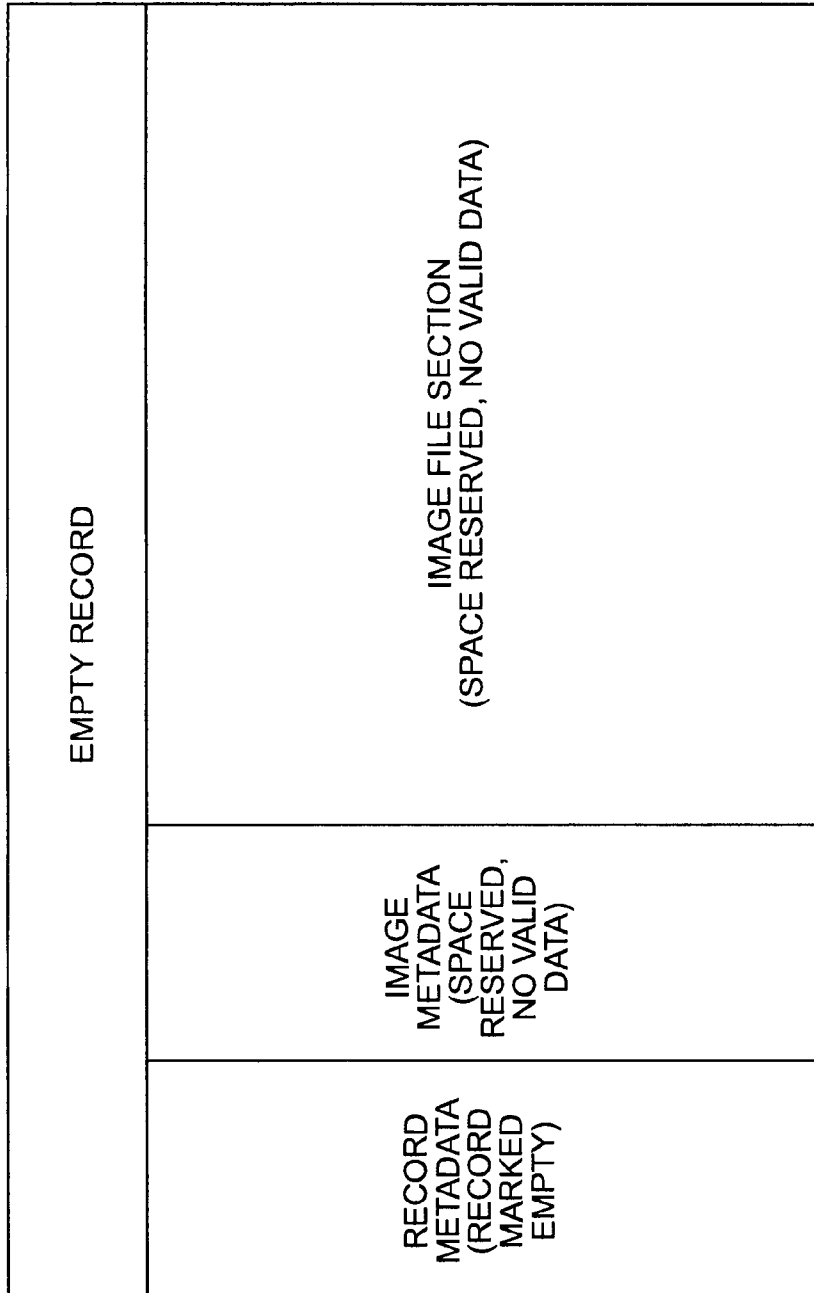 EMPTY RECORD
RECORD
METADATA
(RECORD
MARKED
EMPTY)
IMAGE
METADATA
(SPACE
RESERVED,
NO VALID
DATA)
IMAGE FILE SECTION
(SPACE RESERVED, NO VALID DATA)